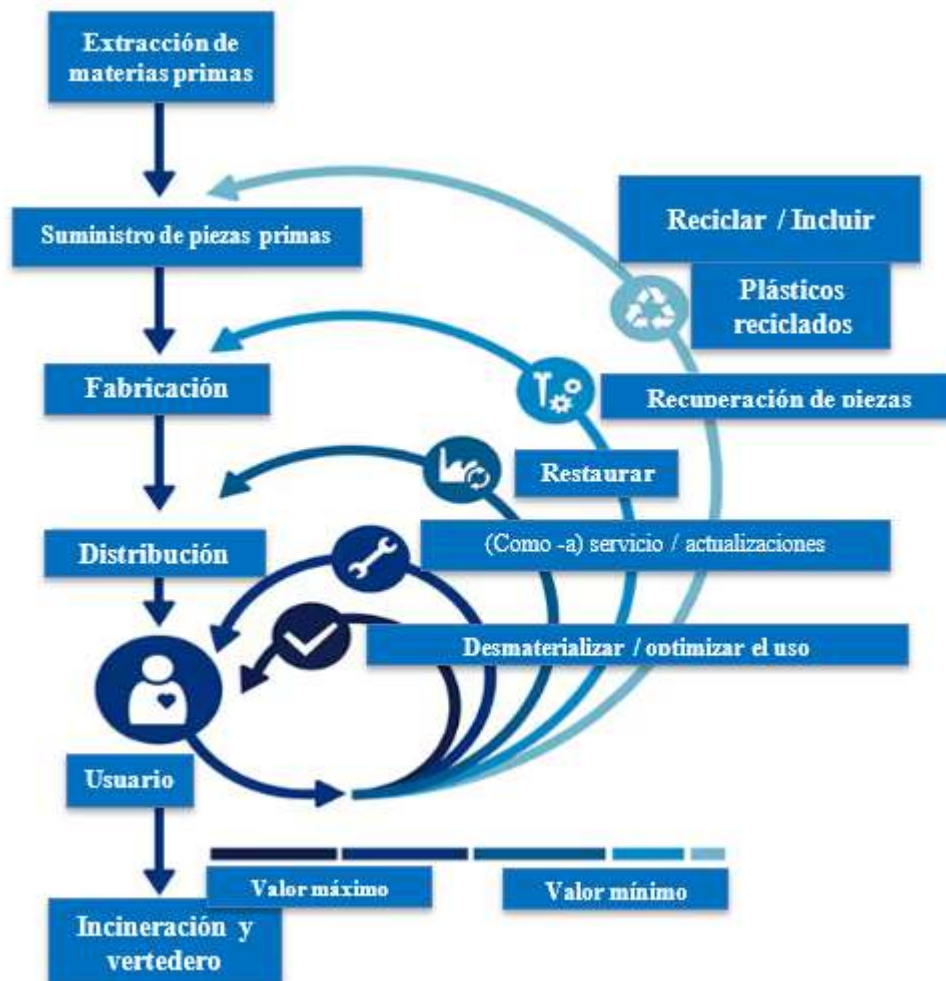 Extracción de
materias primas
Suministro de piezas primas
Reciclar / Incluir
Plásticos
reciclados
Fabricación
Recuperación de piezas
Restaurar
Distribución
(Como -a) servicio / actualizaciones
Desmaterializar / optimizar el uso
Usuario
Valor máximo
Valor mínimo
Incineración y
vertedero